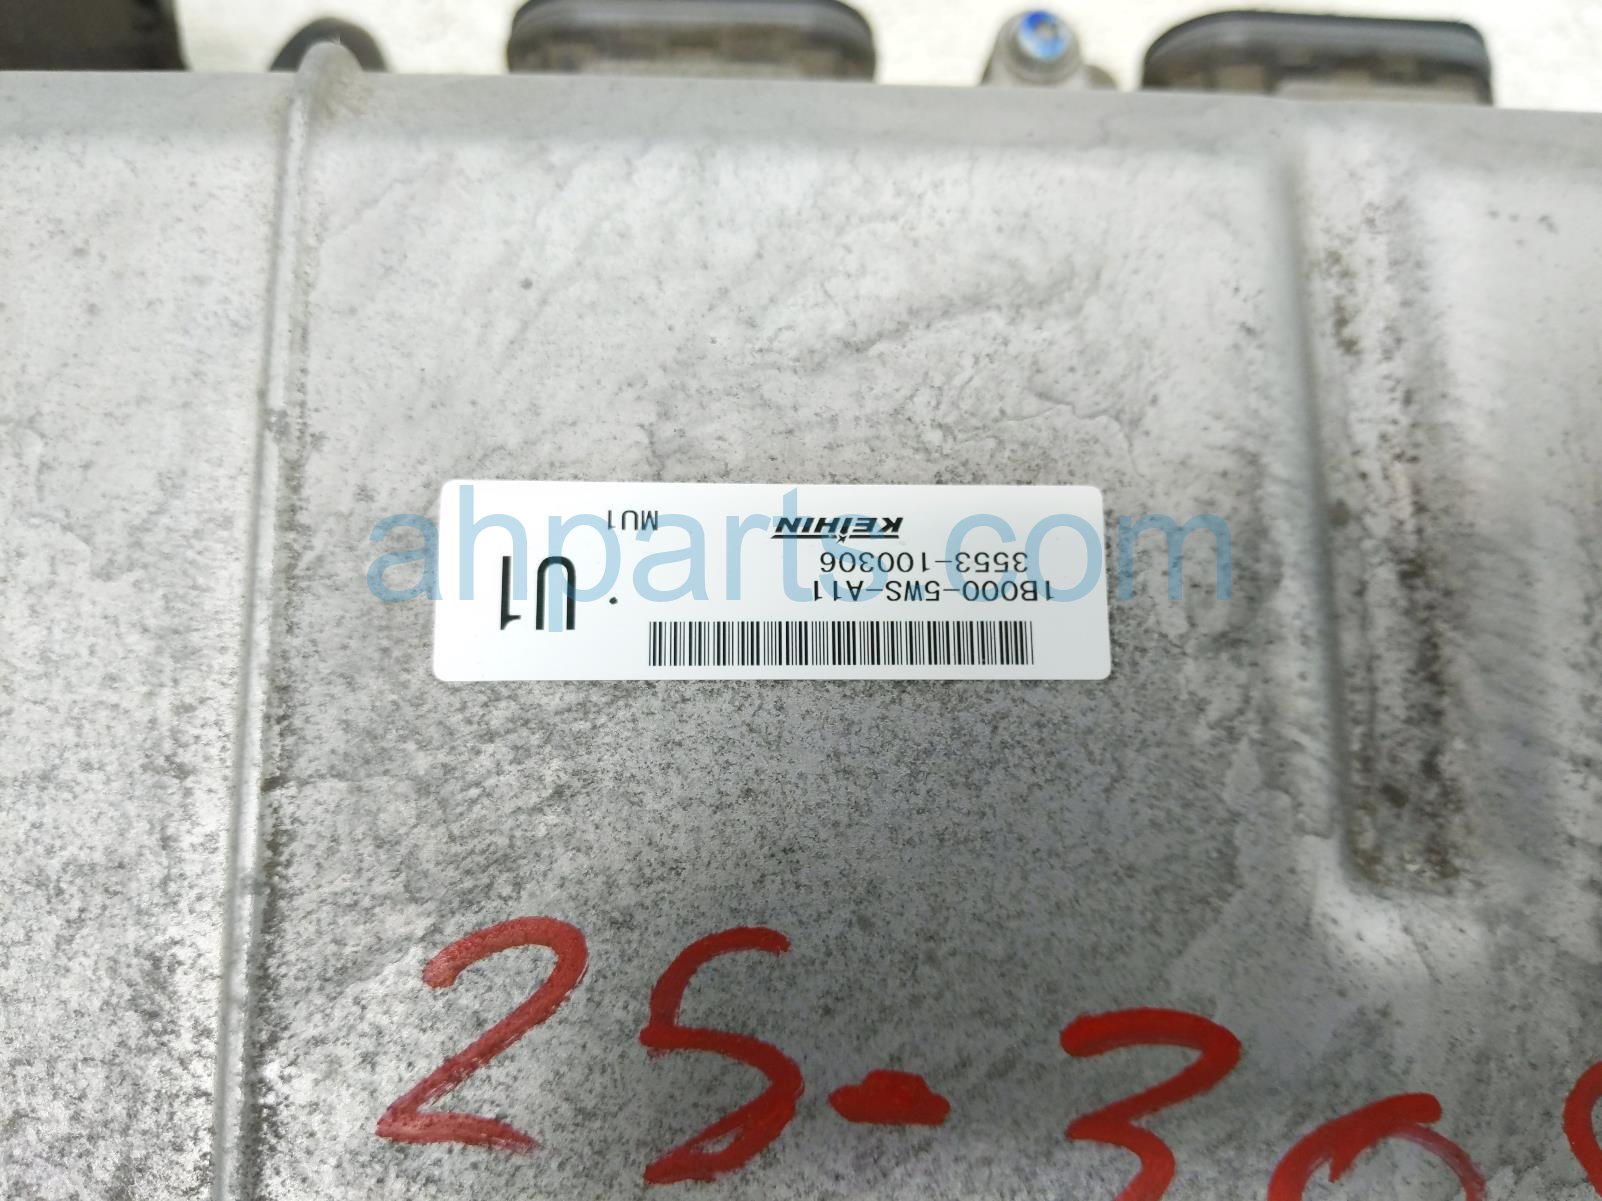 1B000-5WS-A11
3553-100306
KEIHIN
U1
MU1
ahparts.com
25-30